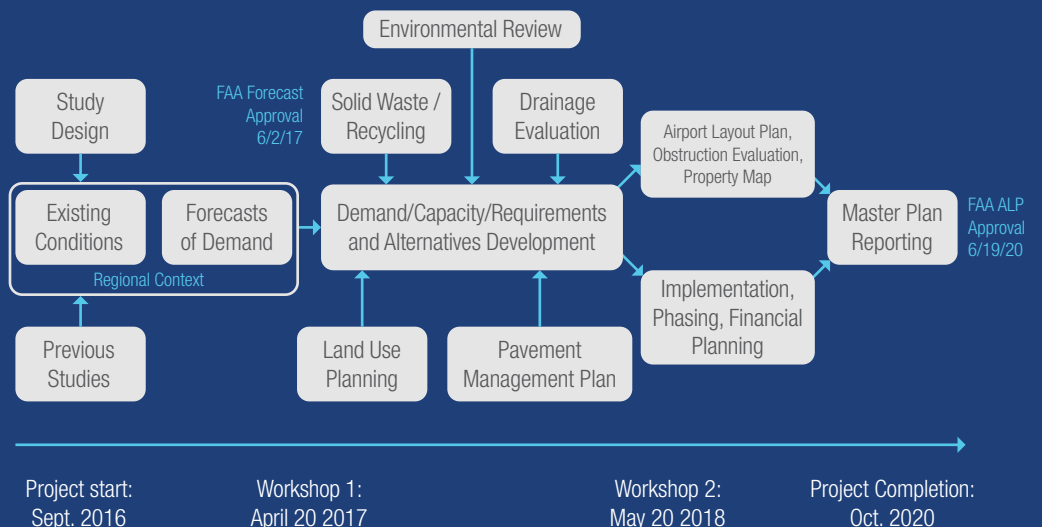 Environmental Review
Study
Design
FAA Forecast
Approval
6/2/17
Solid Waste /
Recycling
Drainage
Evaluation
Airport Layout Plan,
Obstruction Evaluation,
Property Map
Existing
Conditions
Forecasts
of Demand
Regional Context
Demand/Capacity/Requirements
and Alternatives Development
Master Plan
Reporting
FAA ALP
Approval
6/19/20
Implementation,
Phasing, Financial
Planning
Previous
Studies
Land Use
Planning
Pavement
Management Plan
Project start:
Sept. 2016
Workshop 1:
April 20 2017
Workshop 2:
May 20 2018
Project Completion:
Oct. 2020